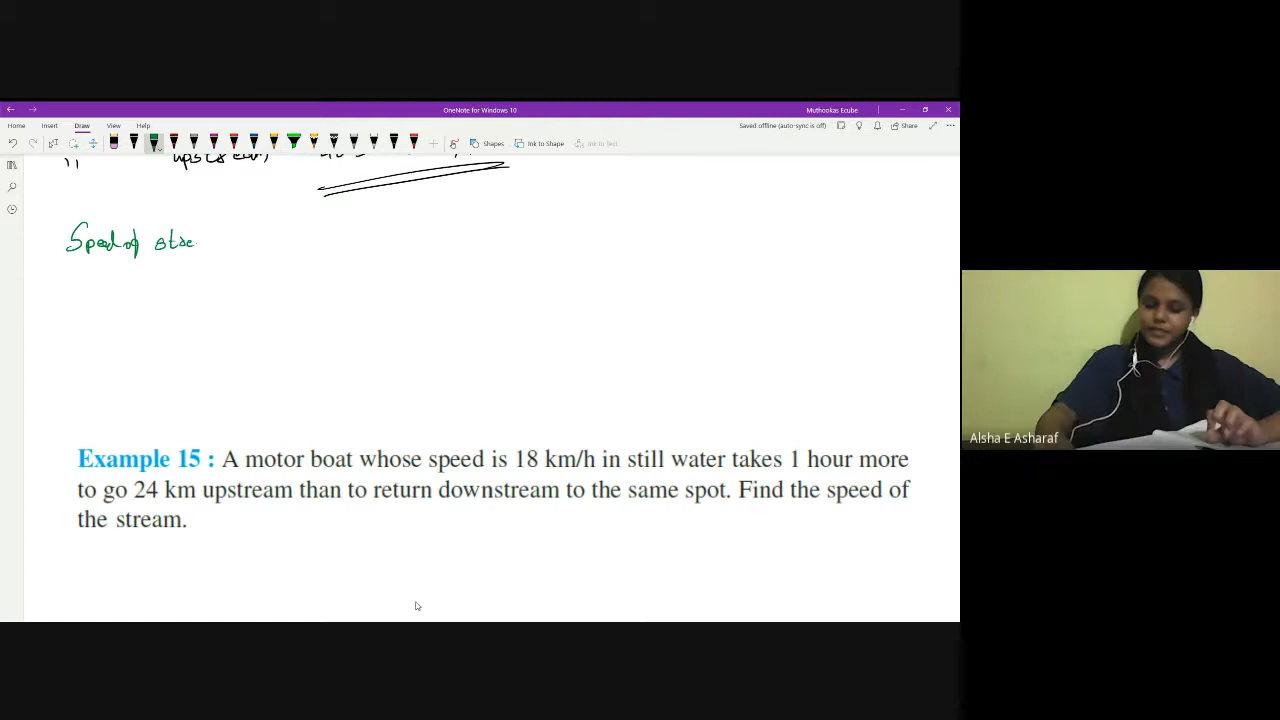 OneNote for Windows 10
Muthookas Ecube
Home Insert Draw View Help
Saved offline (auto-sync is off)
Share
Shapes
Ink to Shape
Ink to Text
Speed of stre
Example 15 : A motor boat whose speed is 18 km/h in still water takes 1 hour more
to go 24 km upstream than to return downstream to the same spot. Find the speed of
the stream.
Alsha E Asharaf